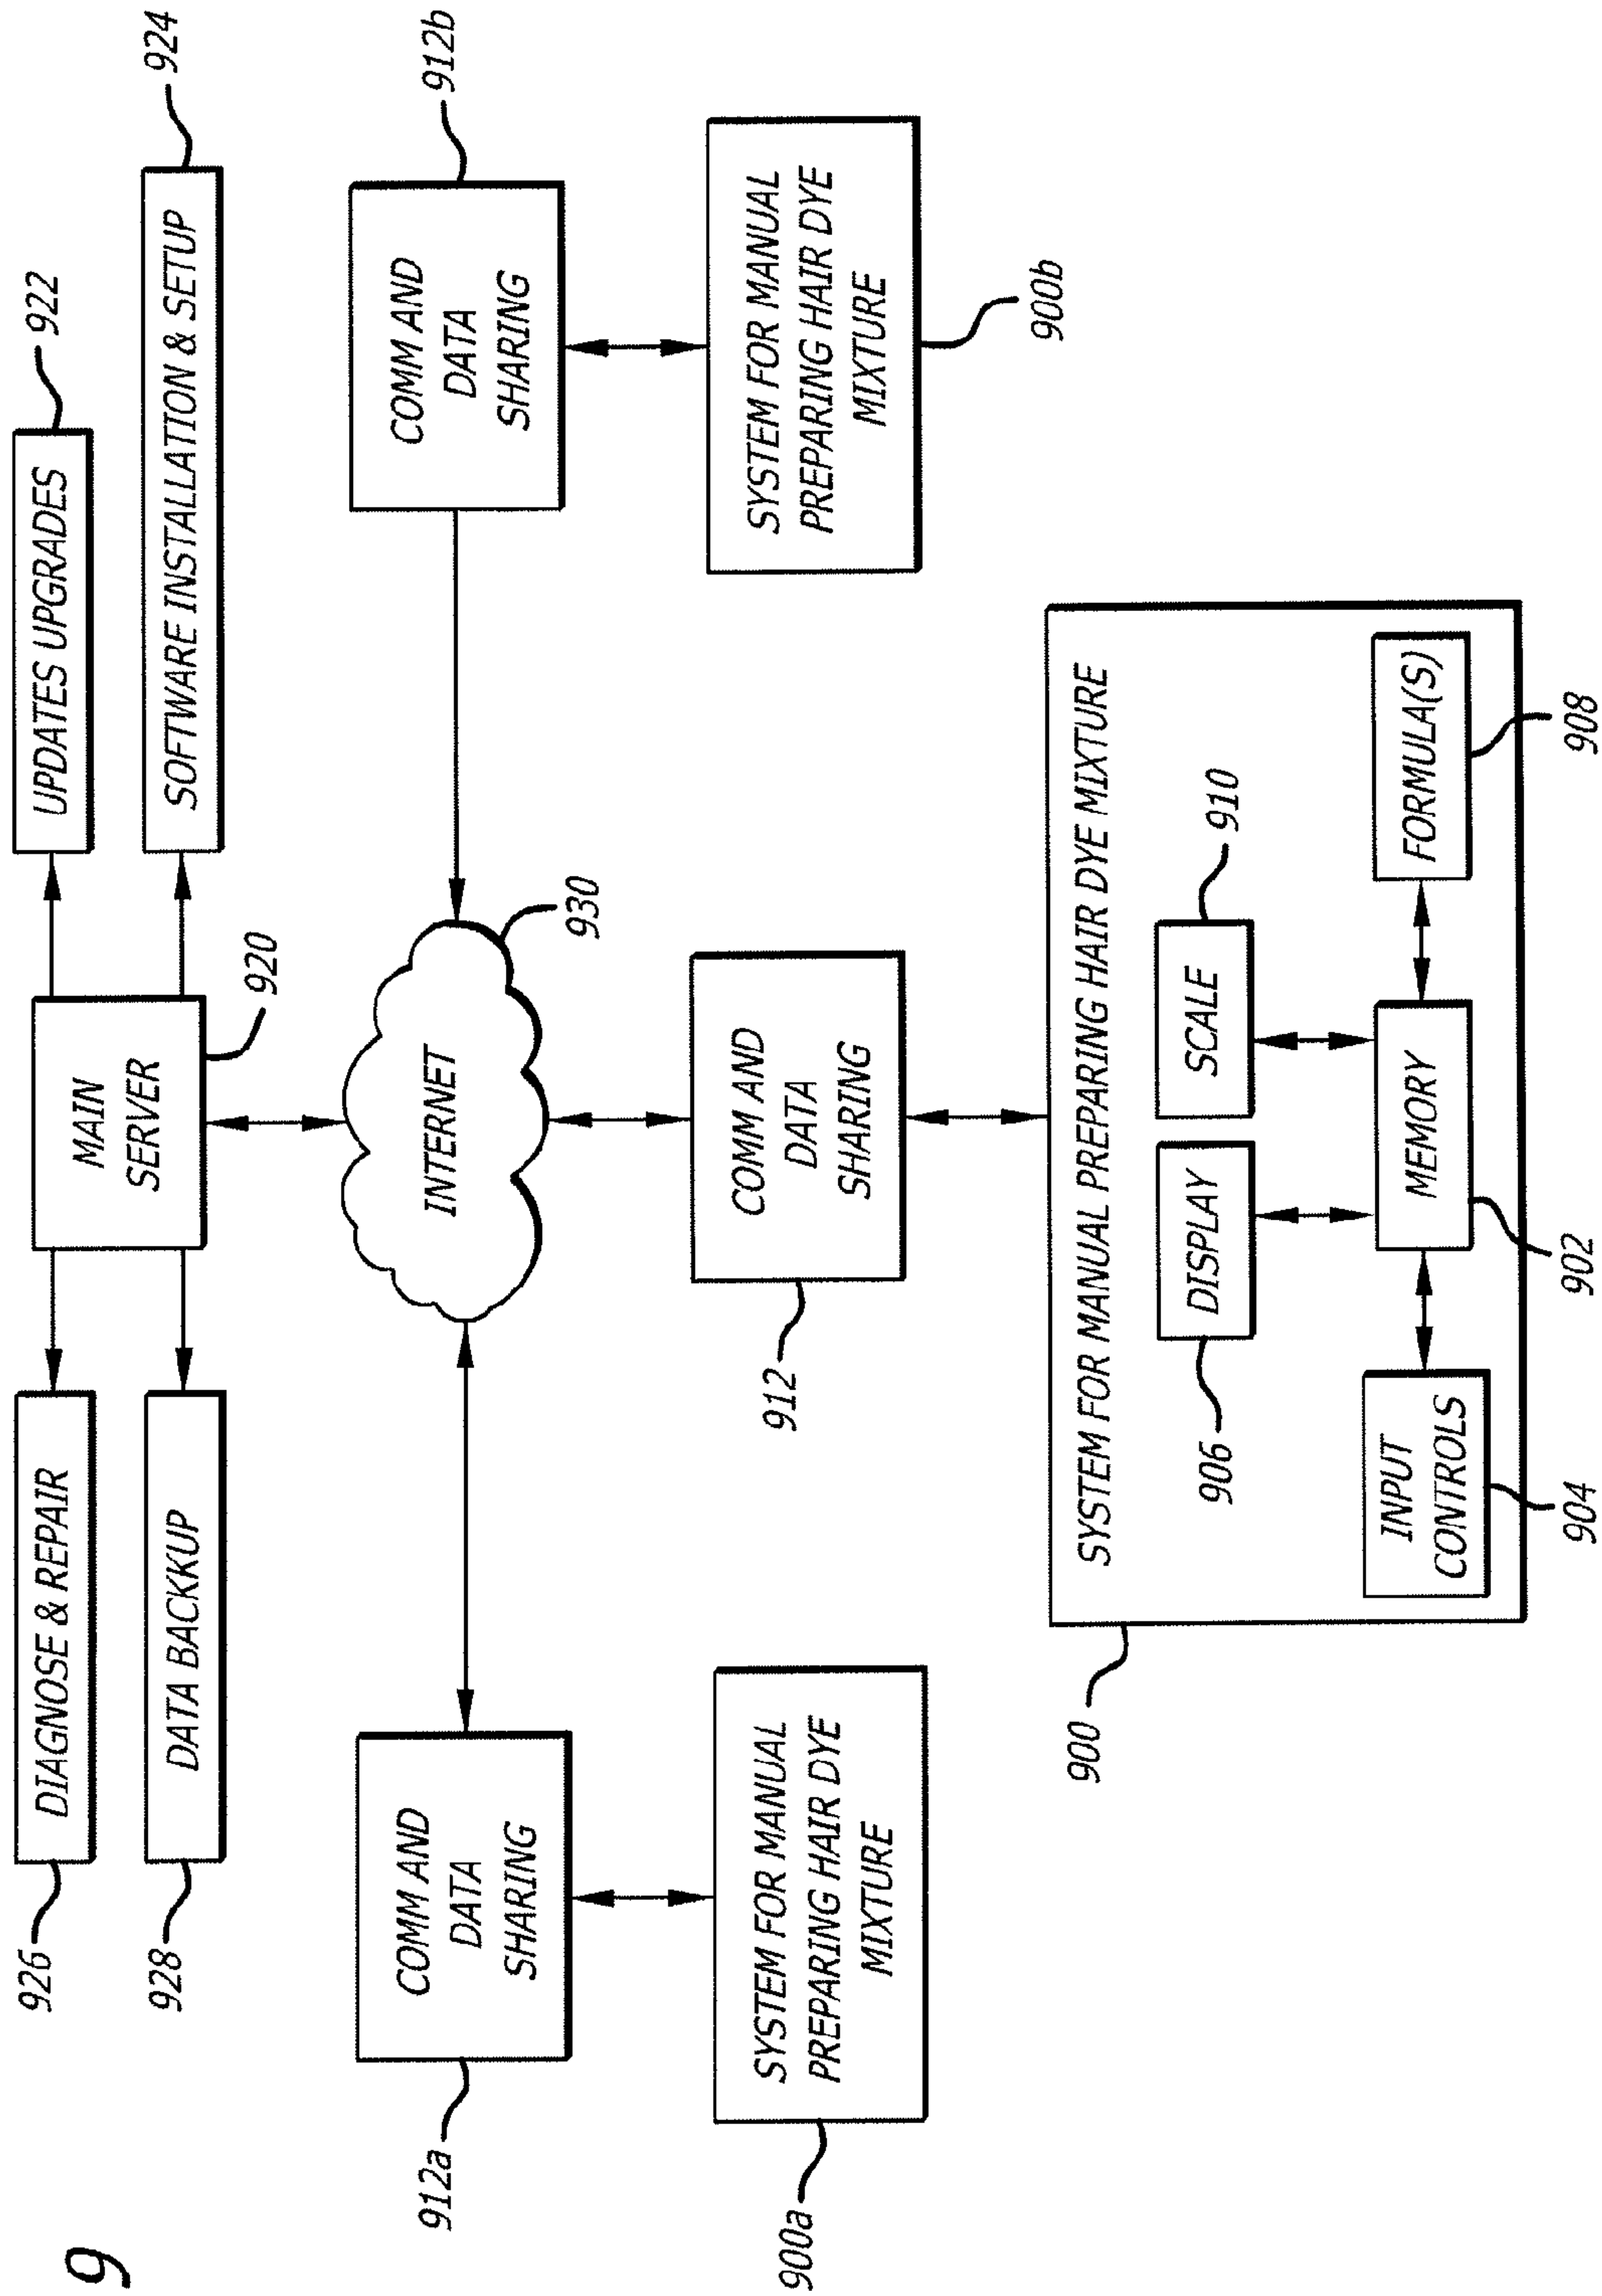 9
926
DIAGNOSE & REPAIR
928
DATA BACKKUP
MAIN
SERVER
920
UPDATES UPGRADES
922
SOFTWARE INSTALLATION & SETUP
924
912a
COMM AND
DATA
SHARING
INTERNET
930
COMM AND
DATA
SHARING
912b
900a
SYSTEM FOR MANUAL
PREPARING HAIR DYE
MIXTURE
912
COMM AND
DATA
SHARING
SYSTEM FOR MANUAL
PREPARING HAIR DYE
MIXTURE
900b
900
SYSTEM FOR MANUAL PREPARING HAIR DYE MIXTURE
906
DISPLAY
SCALE
910
INPUT
CONTROLS
904
MEMORY
902
FORMULA(S)
908